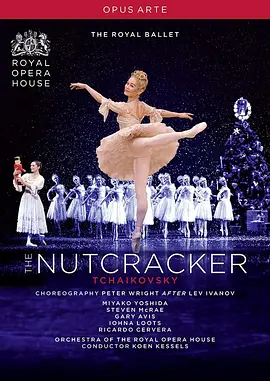 OPUS ARTE
THE ROYAL BALLET
ROYAL
OPERA
HOUSE
THE NUTCRACKER
TCHAIKOVSKY
CHOREOGRAPHY PETER WRIGHT AFTER LEV IVANOV
MIYAKO YOSHIDA
STEVEN McRAE
GARY AVIS
IOHNA LOOTS
RICARDO CERVERA
ORCHESTRA OF THE ROYAL OPERA HOUSE
CONDUCTOR KOEN KESSELS